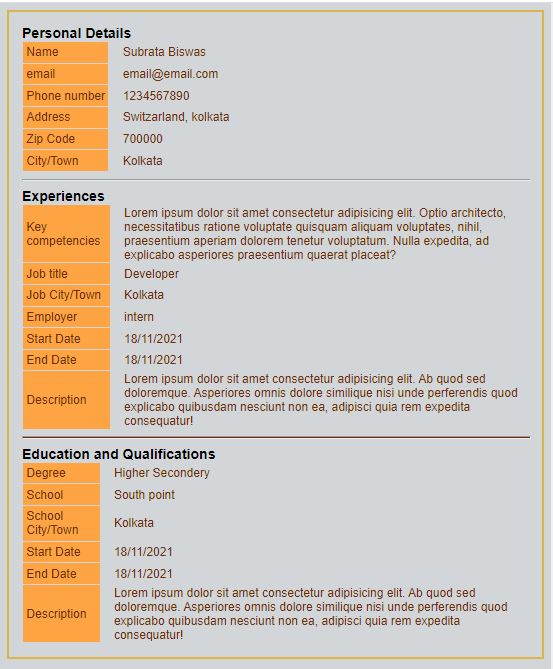 Personal Details
Name Subrata Biswas
email email@email.com
Phone number 1234567890
Address Switzarland, kolkata
Zip Code 700000
City/Town Kolkata
Experiences
Key competencies
Lorem ipsum dolor sit amet consectetur adipisicing elit. Optio architecto,
necessitatibus ratione voluptate quisquam aliquam voluptates, nihil,
praesentium aperiam dolorem tenetur voluptatum. Nulla expedita, ad
explicabo asperiores praesentium quaerat placeat?
Job title Developer
Job City/Town Kolkata
Employer intern
Start Date 18/11/2021
End Date 18/11/2021
Description
Lorem ipsum dolor sit amet consectetur adipisicing elit. Ab quod sed
doloremque. Asperiores omnis dolore similique nisi unde perferendis quod
explicabo quibusdam nesciunt non ea, adipisci quia rem expedita
consequatur!
Education and Qualifications
Degree Higher Secondery
School South point
School City/Town Kolkata
Start Date 18/11/2021
End Date 18/11/2021
Description
Lorem ipsum dolor sit amet consectetur adipisicing elit. Ab quod sed
doloremque. Asperiores omnis dolore similique nisi unde perferendis quod
explicabo quibusdam nesciunt non ea, adipisci quia rem expedita
consequatur!